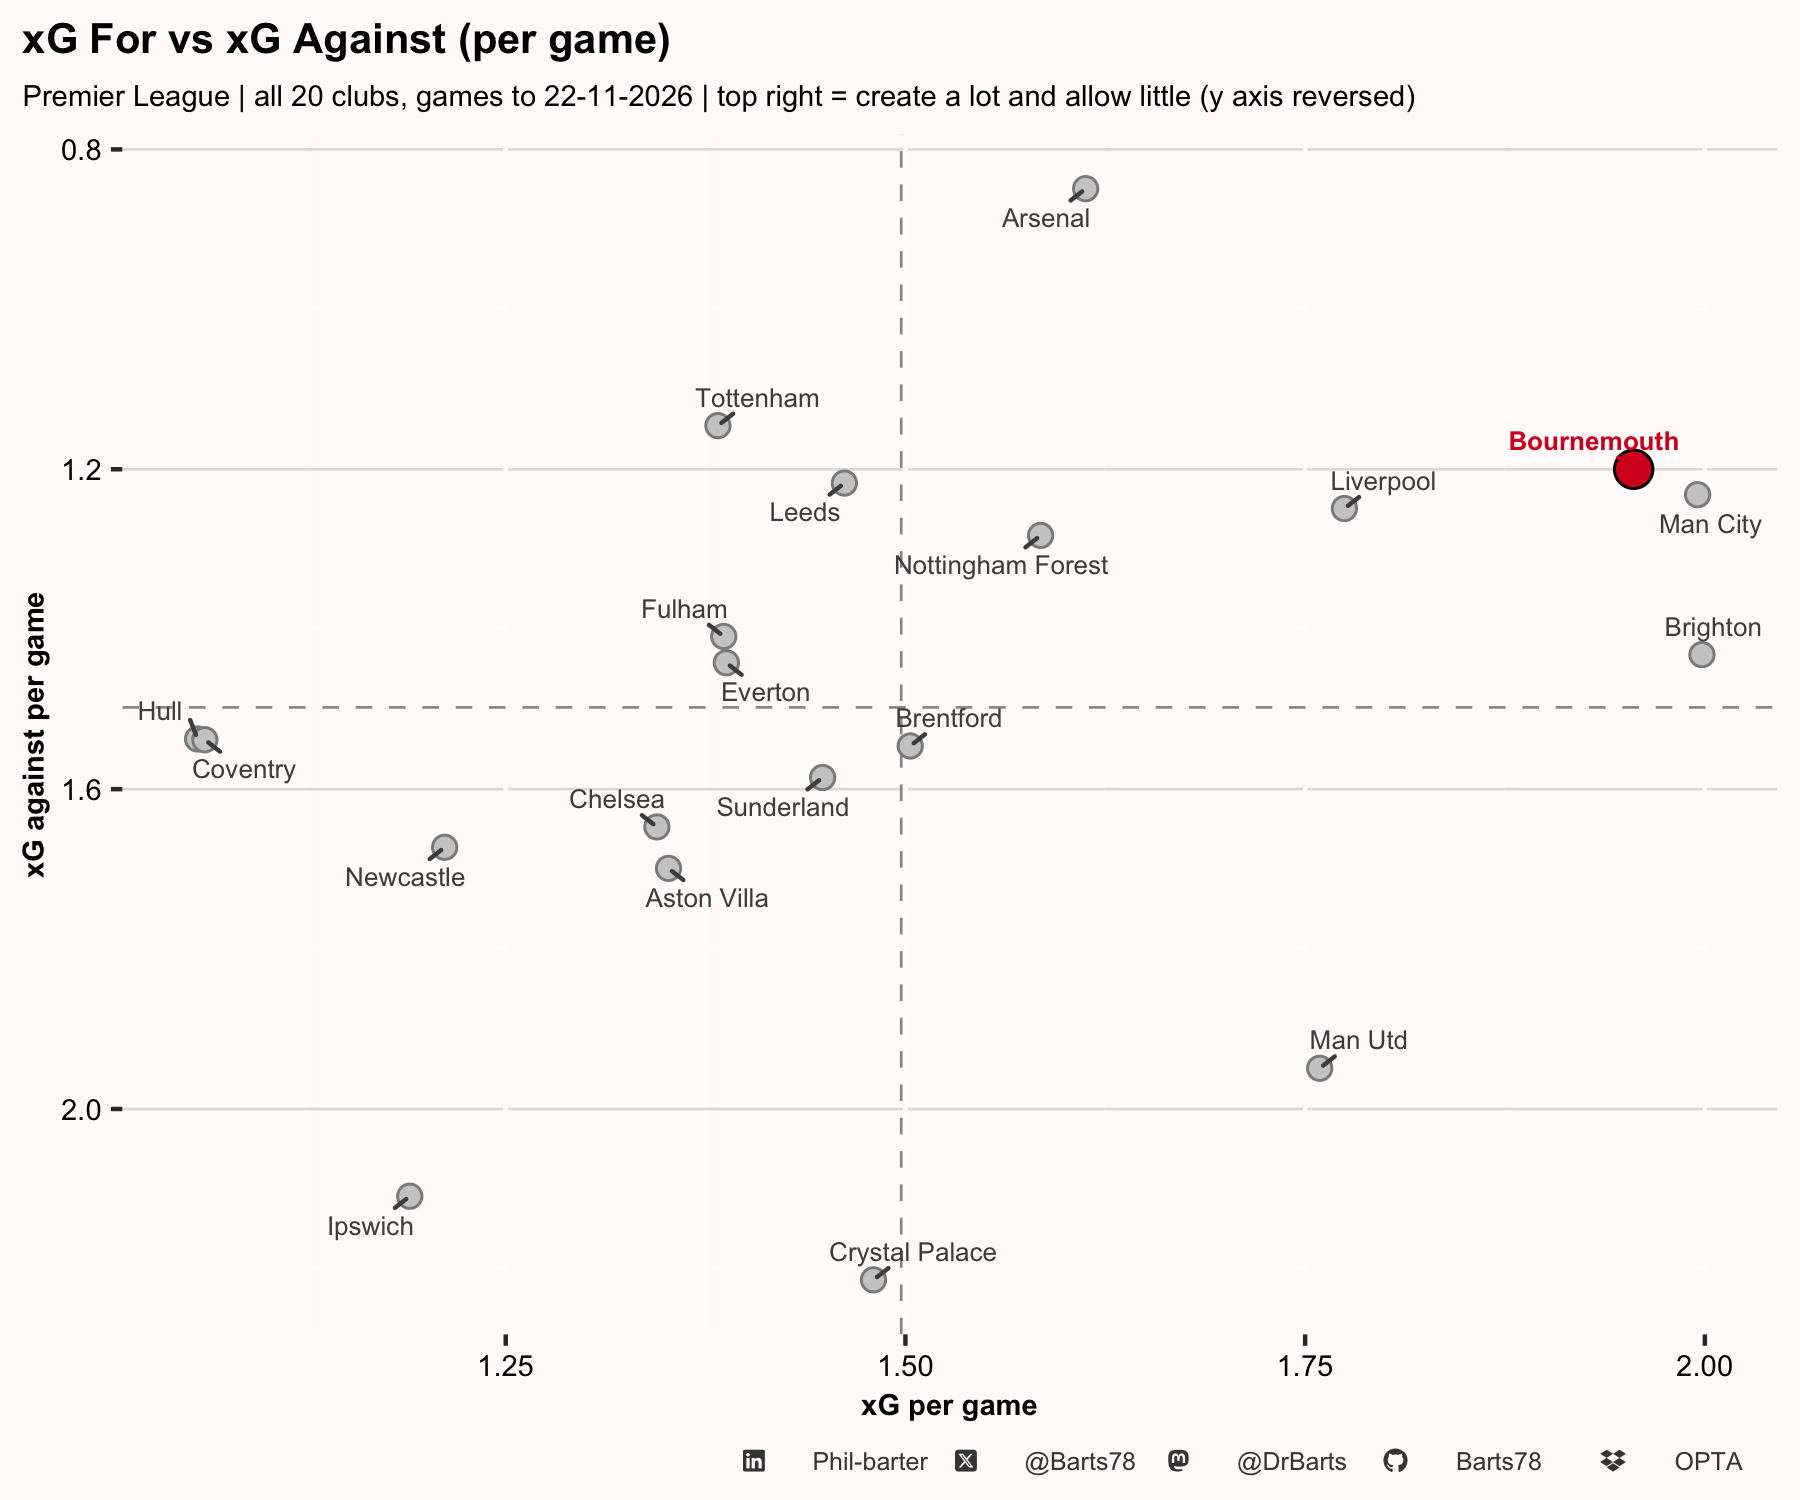 xG For vs xG Against (per game)
Premier League | all 20 clubs, games to 22-11-2026 | top right = create a lot and allow little (y axis reversed)
0.8
Arsenal
Tottenham
Bournemouth
1.2
Liverpool
Leeds
Man City
Nottingham Forest
Fulham
Brighton
Everton
Hull
Brentford
Coventry
1.6
Chelsea
Sunderland
Newcastle
Aston Villa
xG against per game
Man Utd
2.0
Ipswich
Crystal Palace
1.25 1.50 1.75 2.00
xG per game
Phil-barter @Barts78 @DrBarts Barts78 OPTA